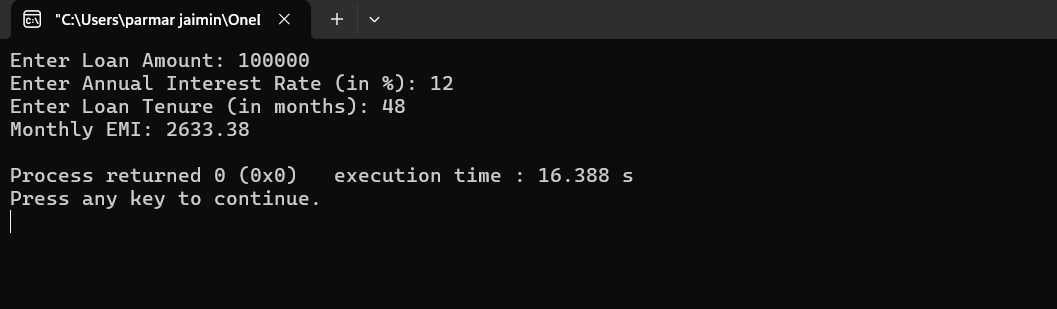 "C:\Users\parmar jaimin\Onel
Enter Loan Amount: 100000
Enter Annual Interest Rate (in %): 12
Enter Loan Tenure (in months): 48
Monthly EMI: 2633.38
Process returned 0 (0x0)   execution time : 16.388 s
Press any key to continue.